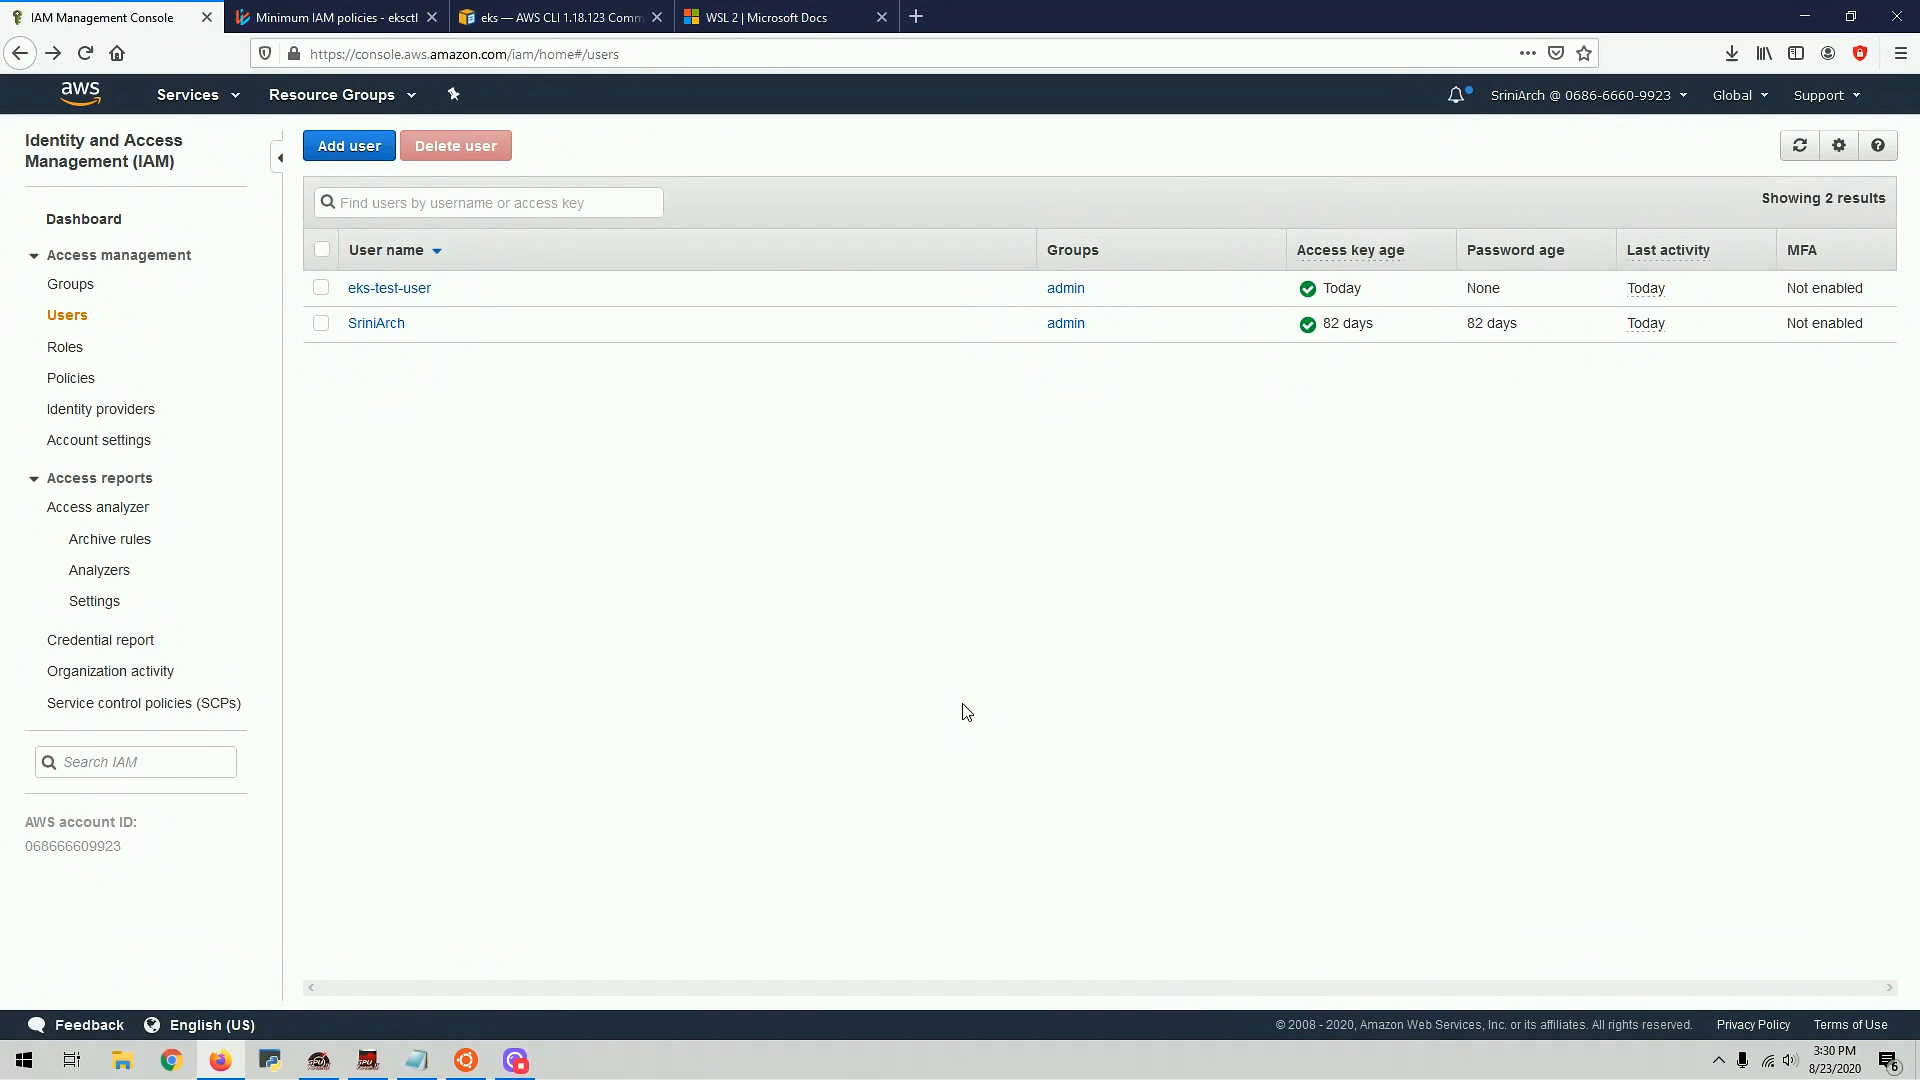 IAM Management Console
Minimum IAM policies - eksctl
eks — AWS CLI 1.18.123 Comm
WSL 2 | Microsoft Docs
https://console.aws.amazon.com/iam/home#/users
aws
Services
Resource Groups
SriniArch @ 0686-6660-9923
Global
Support
Identity and Access
Management (IAM)
Dashboard
Access management
Groups
Users
Roles
Policies
Identity providers
Account settings
Access reports
Access analyzer
Archive rules
Analyzers
Settings
Credential report
Organization activity
Service control policies (SCPs)
Search IAM
AWS account ID:
068666609923
Add user
Delete user
Find users by username or access key
Showing 2 results
User name
Groups
Access key age
Password age
Last activity
MFA
eks-test-user
admin
Today
None
Today
Not enabled
SriniArch
admin
82 days
82 days
Today
Not enabled
Feedback
English (US)
© 2008 - 2020, Amazon Web Services, Inc. or its affiliates. All rights reserved.
Privacy Policy
Terms of Use
3:30 PM
8/23/2020
6